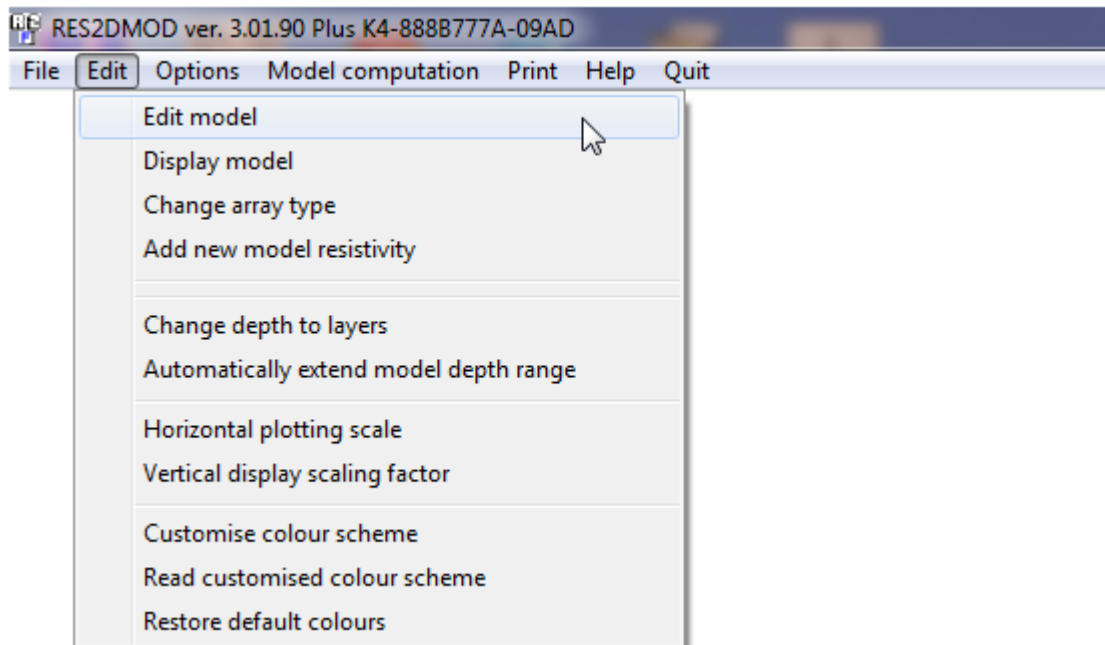 RES2DMOD ver. 3.01.90 Plus K4-888B777A-09AD
File Edit Options Model computation Print Help Quit
Edit model
Display model
Change array type
Add new model resistivity
Change depth to layers
Automatically extend model depth range
Horizontal plotting scale
Vertical display scaling factor
Customise colour scheme
Read customised colour scheme
Restore default colours